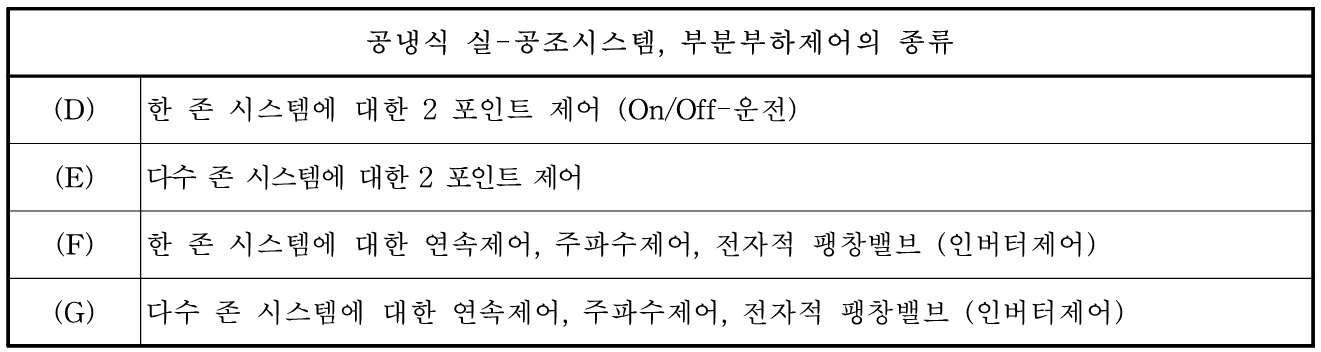 공냉식 실-공조시스템, 부분부하제어의 종류
(D) 한 존 시스템에 대한 2 포인트 제어 (On/Off-운전)
(E) 다수 존 시스템에 대한 2 포인트 제어
(F) 한 존 시스템에 대한 연속제어, 주파수제어, 전자적 팽창밸브 (인버터제어)
(G) 다수 존 시스템에 대한 연속제어, 주파수제어, 전자적 팽창밸브 (인버터제어)